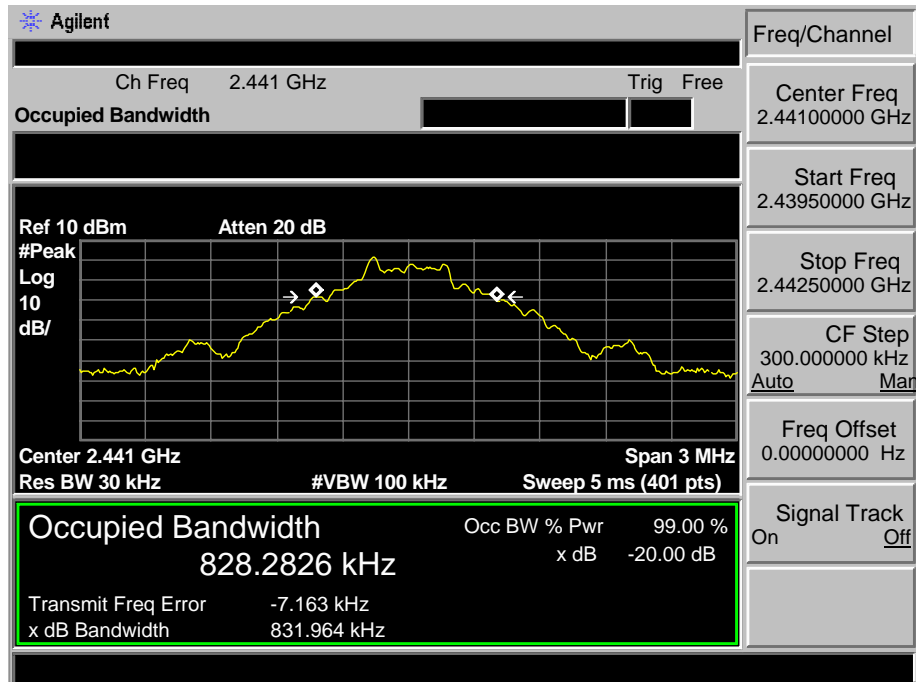 Agilent
Freq/Channel
Ch Freq 2.441 GHz Trig Free
Occupied Bandwidth
Center Freq
2.44100000 GHz
Start Freq
2.43950000 GHz
Stop Freq
2.44250000 GHz
CF Step
300.000000 kHz
Auto Man
Freq Offset
0.00000000 Hz
Signal Track
On Off
Ref 10 dBm Atten 20 dB
#Peak
Log
10
dB/
Center 2.441 GHz Span 3 MHz
Res BW 30 kHz #VBW 100 kHz Sweep 5 ms (401 pts)
Occupied Bandwidth
828.2826 kHz
Occ BW % Pwr 99.00 %
x dB -20.00 dB
Transmit Freq Error -7.163 kHz
x dB Bandwidth 831.964 kHz